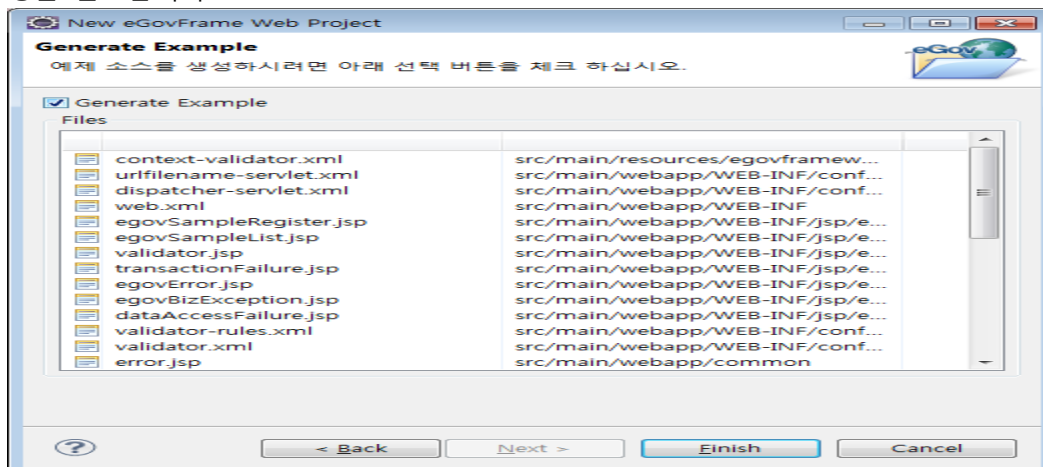 New eGovFrame Web Project
Generate Example
예제 소스를 생성하시려면 아래 선택 버튼을 체크 하십시오.
eGov
Generate Example
Files
context-validator.xml src/main/resources/egovframew...
urlfilename-servlet.xml src/main/webapp/WEB-INF/conf...
dispatcher-servlet.xml src/main/webapp/WEB-INF/conf...
web.xml src/main/webapp/WEB-INF
egovSampleRegister.jsp src/main/webapp/WEB-INF/jsp/e...
egovSampleList.jsp src/main/webapp/WEB-INF/jsp/e...
validator.jsp src/main/webapp/WEB-INF/jsp/e...
transactionFailure.jsp src/main/webapp/WEB-INF/jsp/e...
egovError.jsp src/main/webapp/WEB-INF/jsp/e...
egovBizException.jsp src/main/webapp/WEB-INF/jsp/e...
dataAccessFailure.jsp src/main/webapp/WEB-INF/jsp/e...
validator-rules.xml src/main/webapp/WEB-INF/conf...
validator.xml src/main/webapp/WEB-INF/conf...
error.jsp src/main/webapp/common
? < Back Next > Finish Cancel